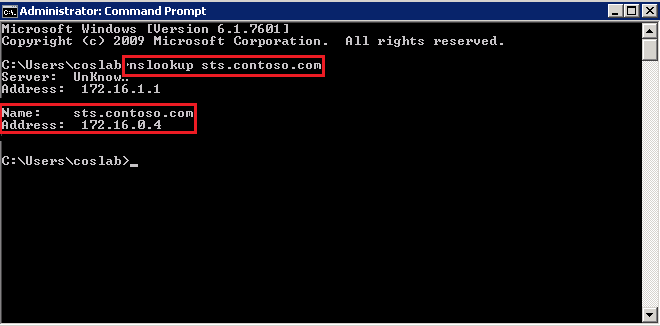 Administrator: Command Prompt
Microsoft Windows [Version 6.1.7601]
Copyright (c) 2009 Microsoft Corporation.  All rights reserved.
C:\Users\coslab>nslookup sts.contoso.com
Server:  UnKnown
Address:  172.16.1.1
Name:    sts.contoso.com
Address:  172.16.0.4
C:\Users\coslab>_